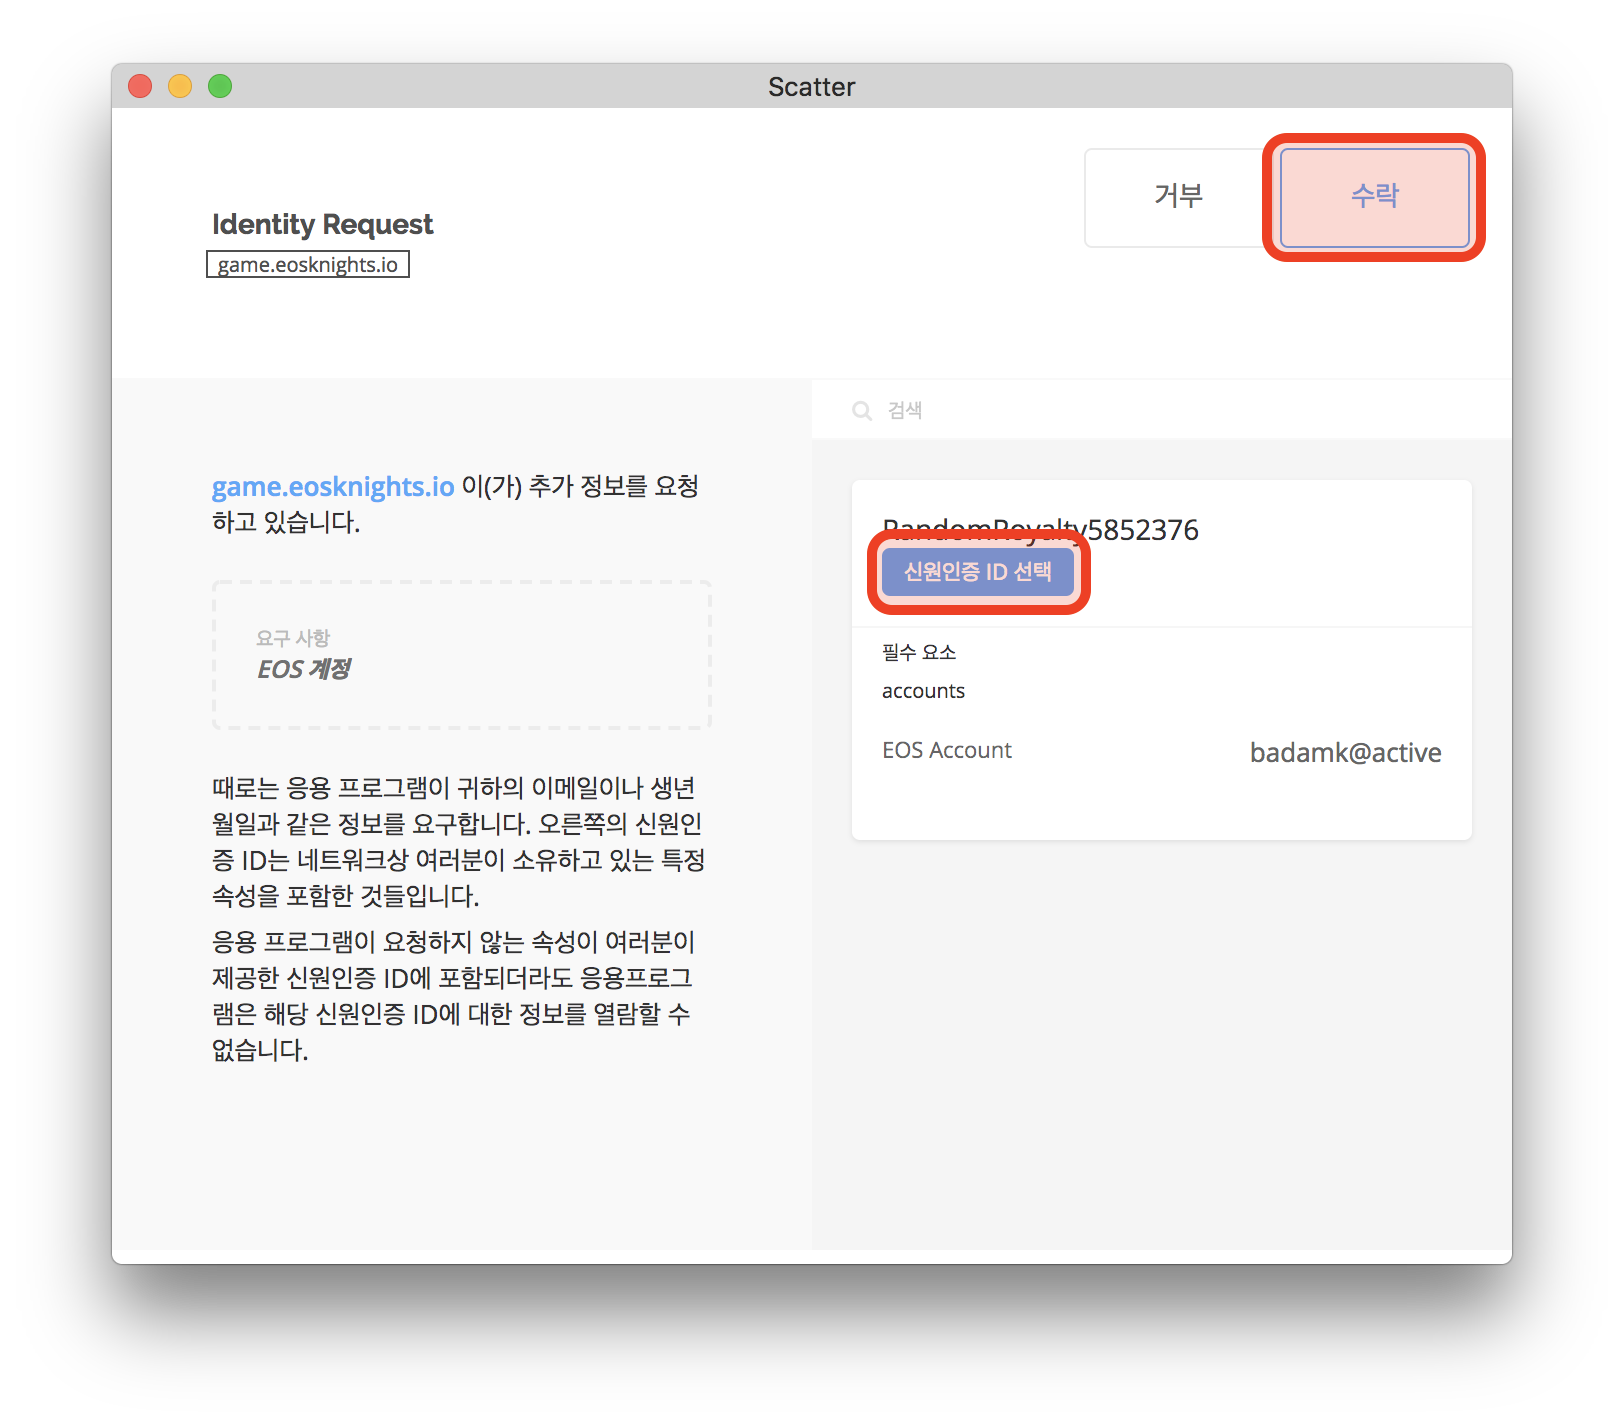 Scatter
Identity Request
game.eosknights.io
거부
수락
game.eosknights.io 이(가) 추가 정보를 요청
하고 있습니다.
요구 사항
EOS 계정
때로는 응용 프로그램이 귀하의 이메일이나 생년
월일과 같은 정보를 요구합니다. 오른쪽의 신원인
증 ID는 네트워크상 여러분이 소유하고 있는 특정
속성을 포함한 것들입니다.
응용 프로그램이 요청하지 않는 속성이 여러분이
제공한 신원인증 ID에 포함되더라도 응용프로그
램은 해당 신원인증 ID에 대한 정보를 열람할 수
없습니다.
검색
RandomRoyalty5852376
신원인증 ID 선택
필수 요소
accounts
EOS Account
badamk@active